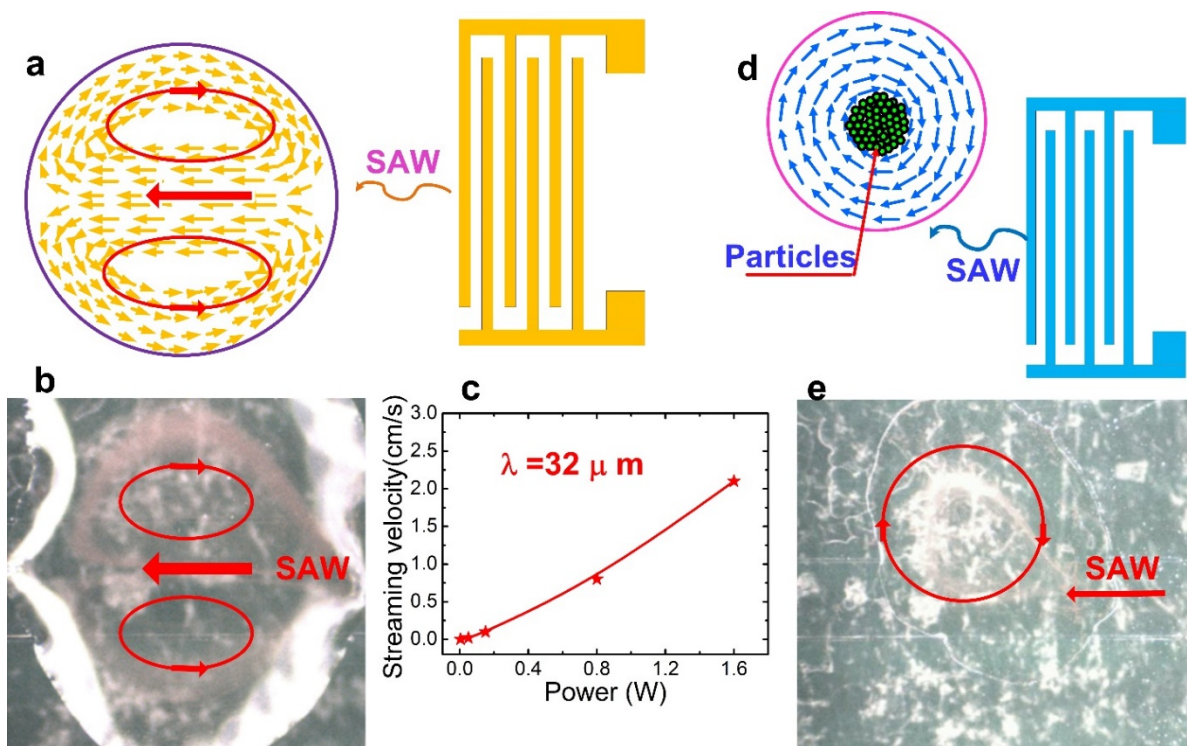 a
SAW
d
Particles
SAW
b
SAW
c
Streaming velocity(cm/s)
3.0
2.5
2.0
1.5
1.0
0.5
0.0
λ =32 μ m
0.0 0.4 0.8 1.2 1.6
Power (W)
e
SAW